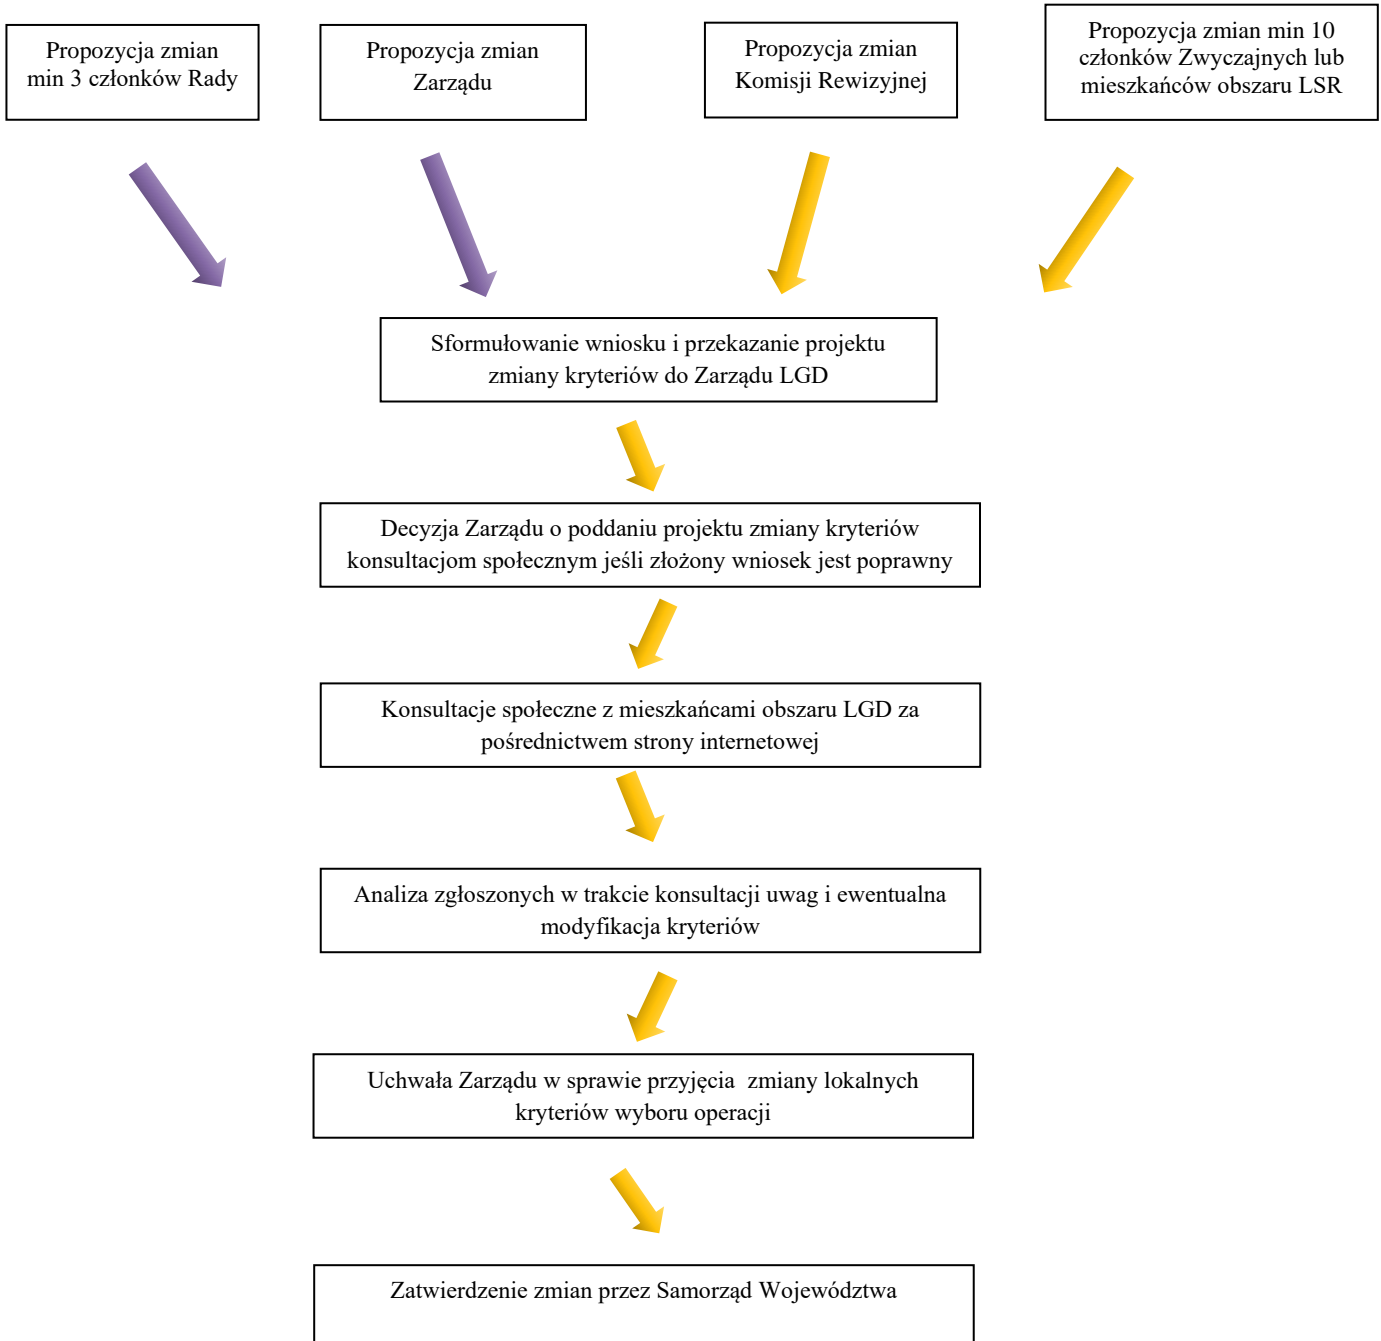 Propozycja zmian
min 3 członków Rady
Propozycja zmian
Zarządu
Propozycja zmian
Komisji Rewizyjnej
Propozycja zmian min 10
członków Zwyczajnych lub
mieszkańców obszaru LSR
Sformułowanie wniosku i przekazanie projektu
zmiany kryteriów do Zarządu LGD
Decyzja Zarządu o poddaniu projektu zmiany kryteriów
konsultacjom społecznym jeśli złożony wniosek jest poprawny
Konsultacje społeczne z mieszkańcami obszaru LGD za
pośrednictwem strony internetowej
Analiza zgłoszonych w trakcie konsultacji uwag i ewentualna
modyfikacja kryteriów
Uchwała Zarządu w sprawie przyjęcia zmiany lokalnych
kryteriów wyboru operacji
Zatwierdzenie zmian przez Samorząd Województwa